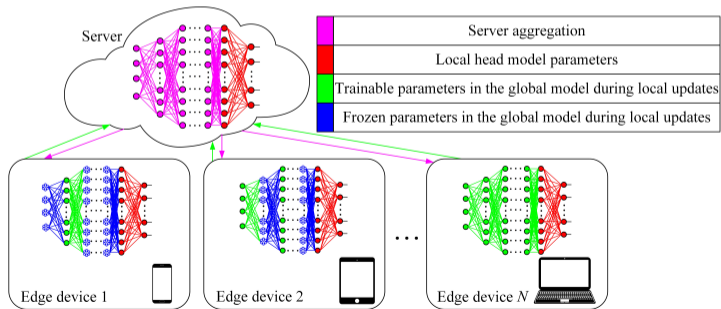 Server
Server aggregation
Local head model parameters
Trainable parameters in the global model during local updates
Frozen parameters in the global model during local updates
Edge device 1
Edge device 2
Edge device N